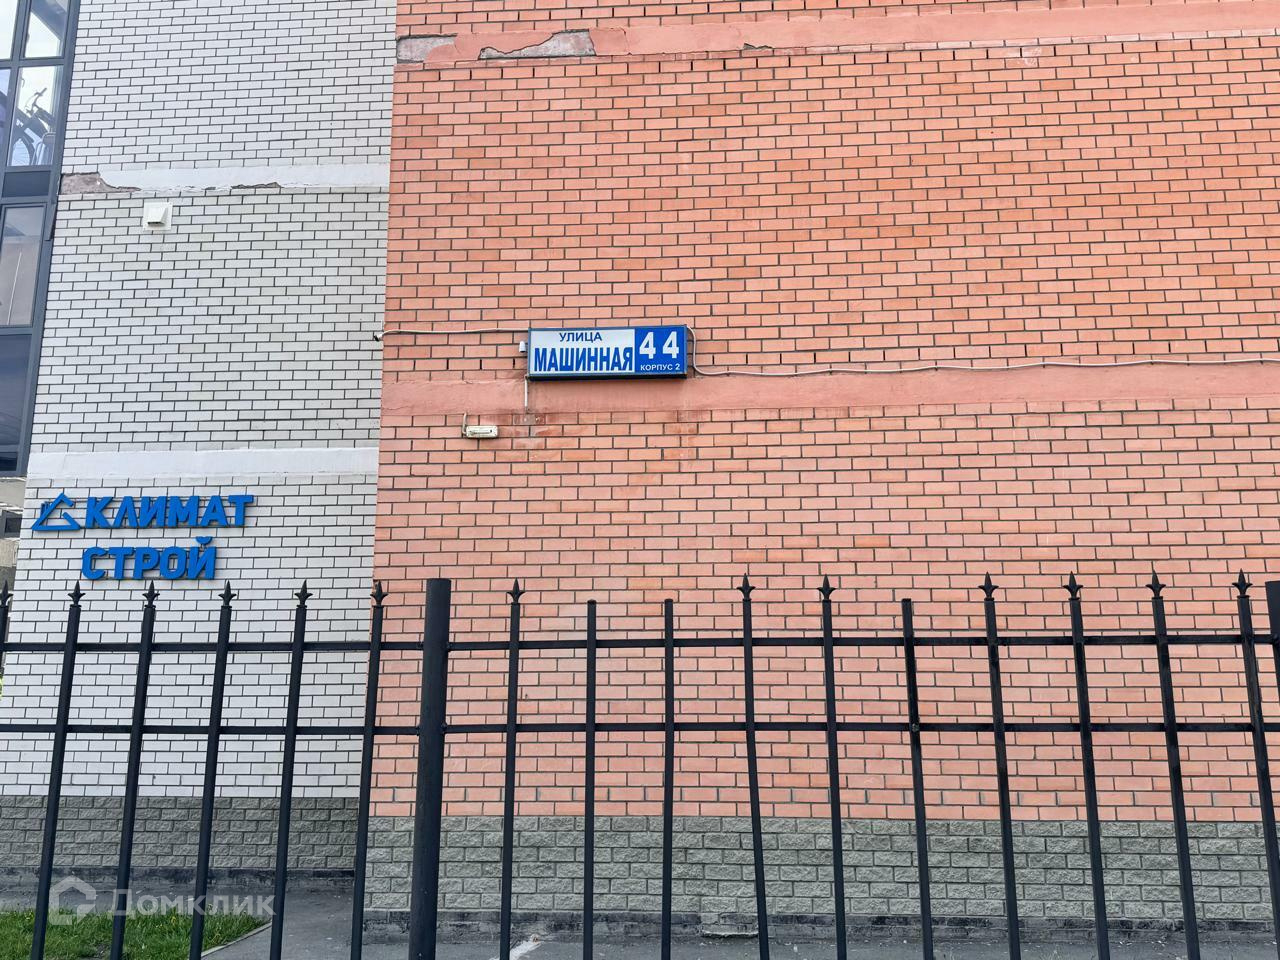 УЛИЦА
МАШИННАЯ
44
КОРПУС 2
КЛИМАТ
СТРОЙ
Домклик